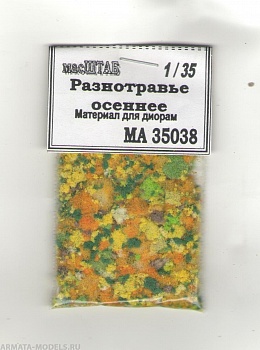 масШТАБ 1/35
Разнотравье
осеннее
Материал для диорам
МА 35038
ARMATA-MODELS.RU